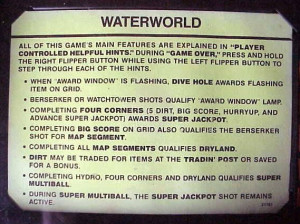 WATERWORLD
ALL OF THIS GAME'S MAIN FEATURES ARE EXPLAINED IN "PLAYER
CONTROLLED HELPFUL HINTS." DURING "GAME OVER," PRESS AND HOLD
THE RIGHT FLIPPER BUTTON WHILE USING THE LEFT FLIPPER BUTTON TO
STEP THROUGH EACH OF THE HINTS.
• WHEN 'AWARD WINDOW' IS FLASHING, DIVE HOLE AWARDS FLASHING
ITEM ON GRID.
• BERSERKER OR WATCHTOWER SHOTS QUALIFY 'AWARD WINDOW' LAMP.
• COMPLETING FOUR CORNERS (5 DIRT, BIG SCORE, HURRYUP, AND
ADVANCE SUPER JACKPOT) AWARDS SUPER JACKPOT.
• COMPLETING BIG SCORE ON GRID ALSO QUALIFIES THE BERSERKER
SHOT FOR MAP SEGMENT.
• COMPLETING ALL MAP SEGMENTS QUALIFIES DRYLAND.
• DIRT MAY BE TRADED FOR ITEMS AT THE TRADIN' POST OR SAVED
FOR A BONUS.
• COMPLETING HYDRO, FOUR CORNERS AND DRYLAND QUALIFIES SUPER
MULTIBALL.
• DURING SUPER MULTIBALL, THE SUPER JACKPOT SHOT REMAINS
ACTIVE.